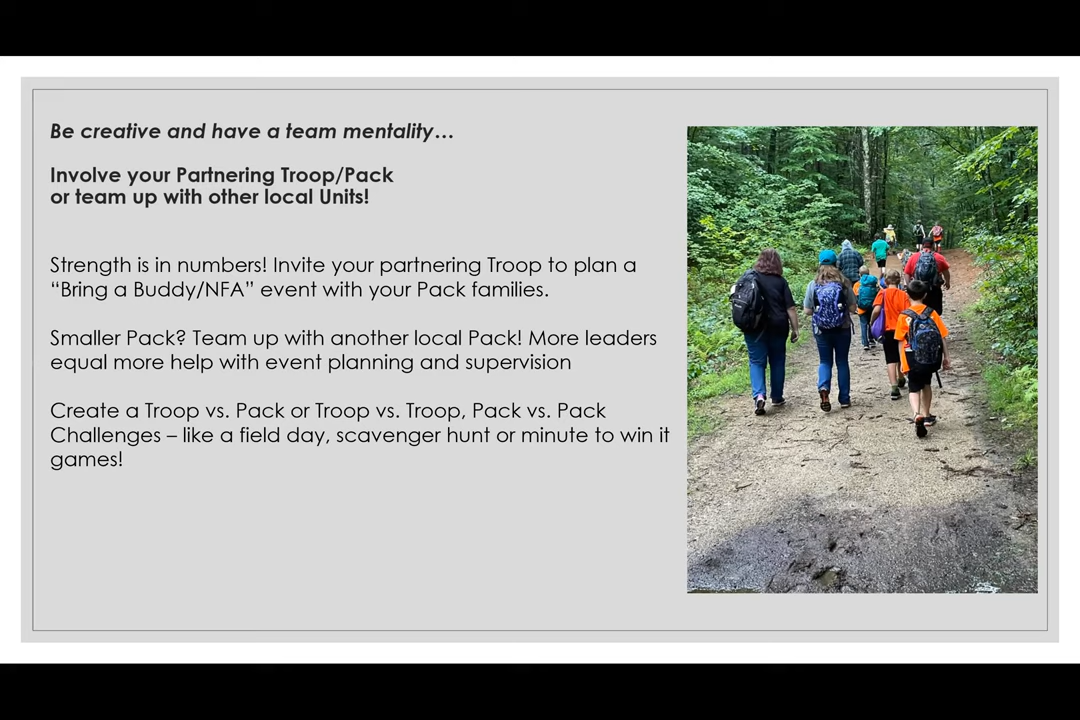 Be creative and have a team mentality…
Involve your Partnering Troop/Pack
or team up with other local Units!
Strength is in numbers! Invite your partnering Troop to plan a
“Bring a Buddy/NFA” event with your Pack families.
Smaller Pack? Team up with another local Pack! More leaders
equal more help with event planning and supervision
Create a Troop vs. Pack or Troop vs. Troop, Pack vs. Pack
Challenges – like a field day, scavenger hunt or minute to win it
games!